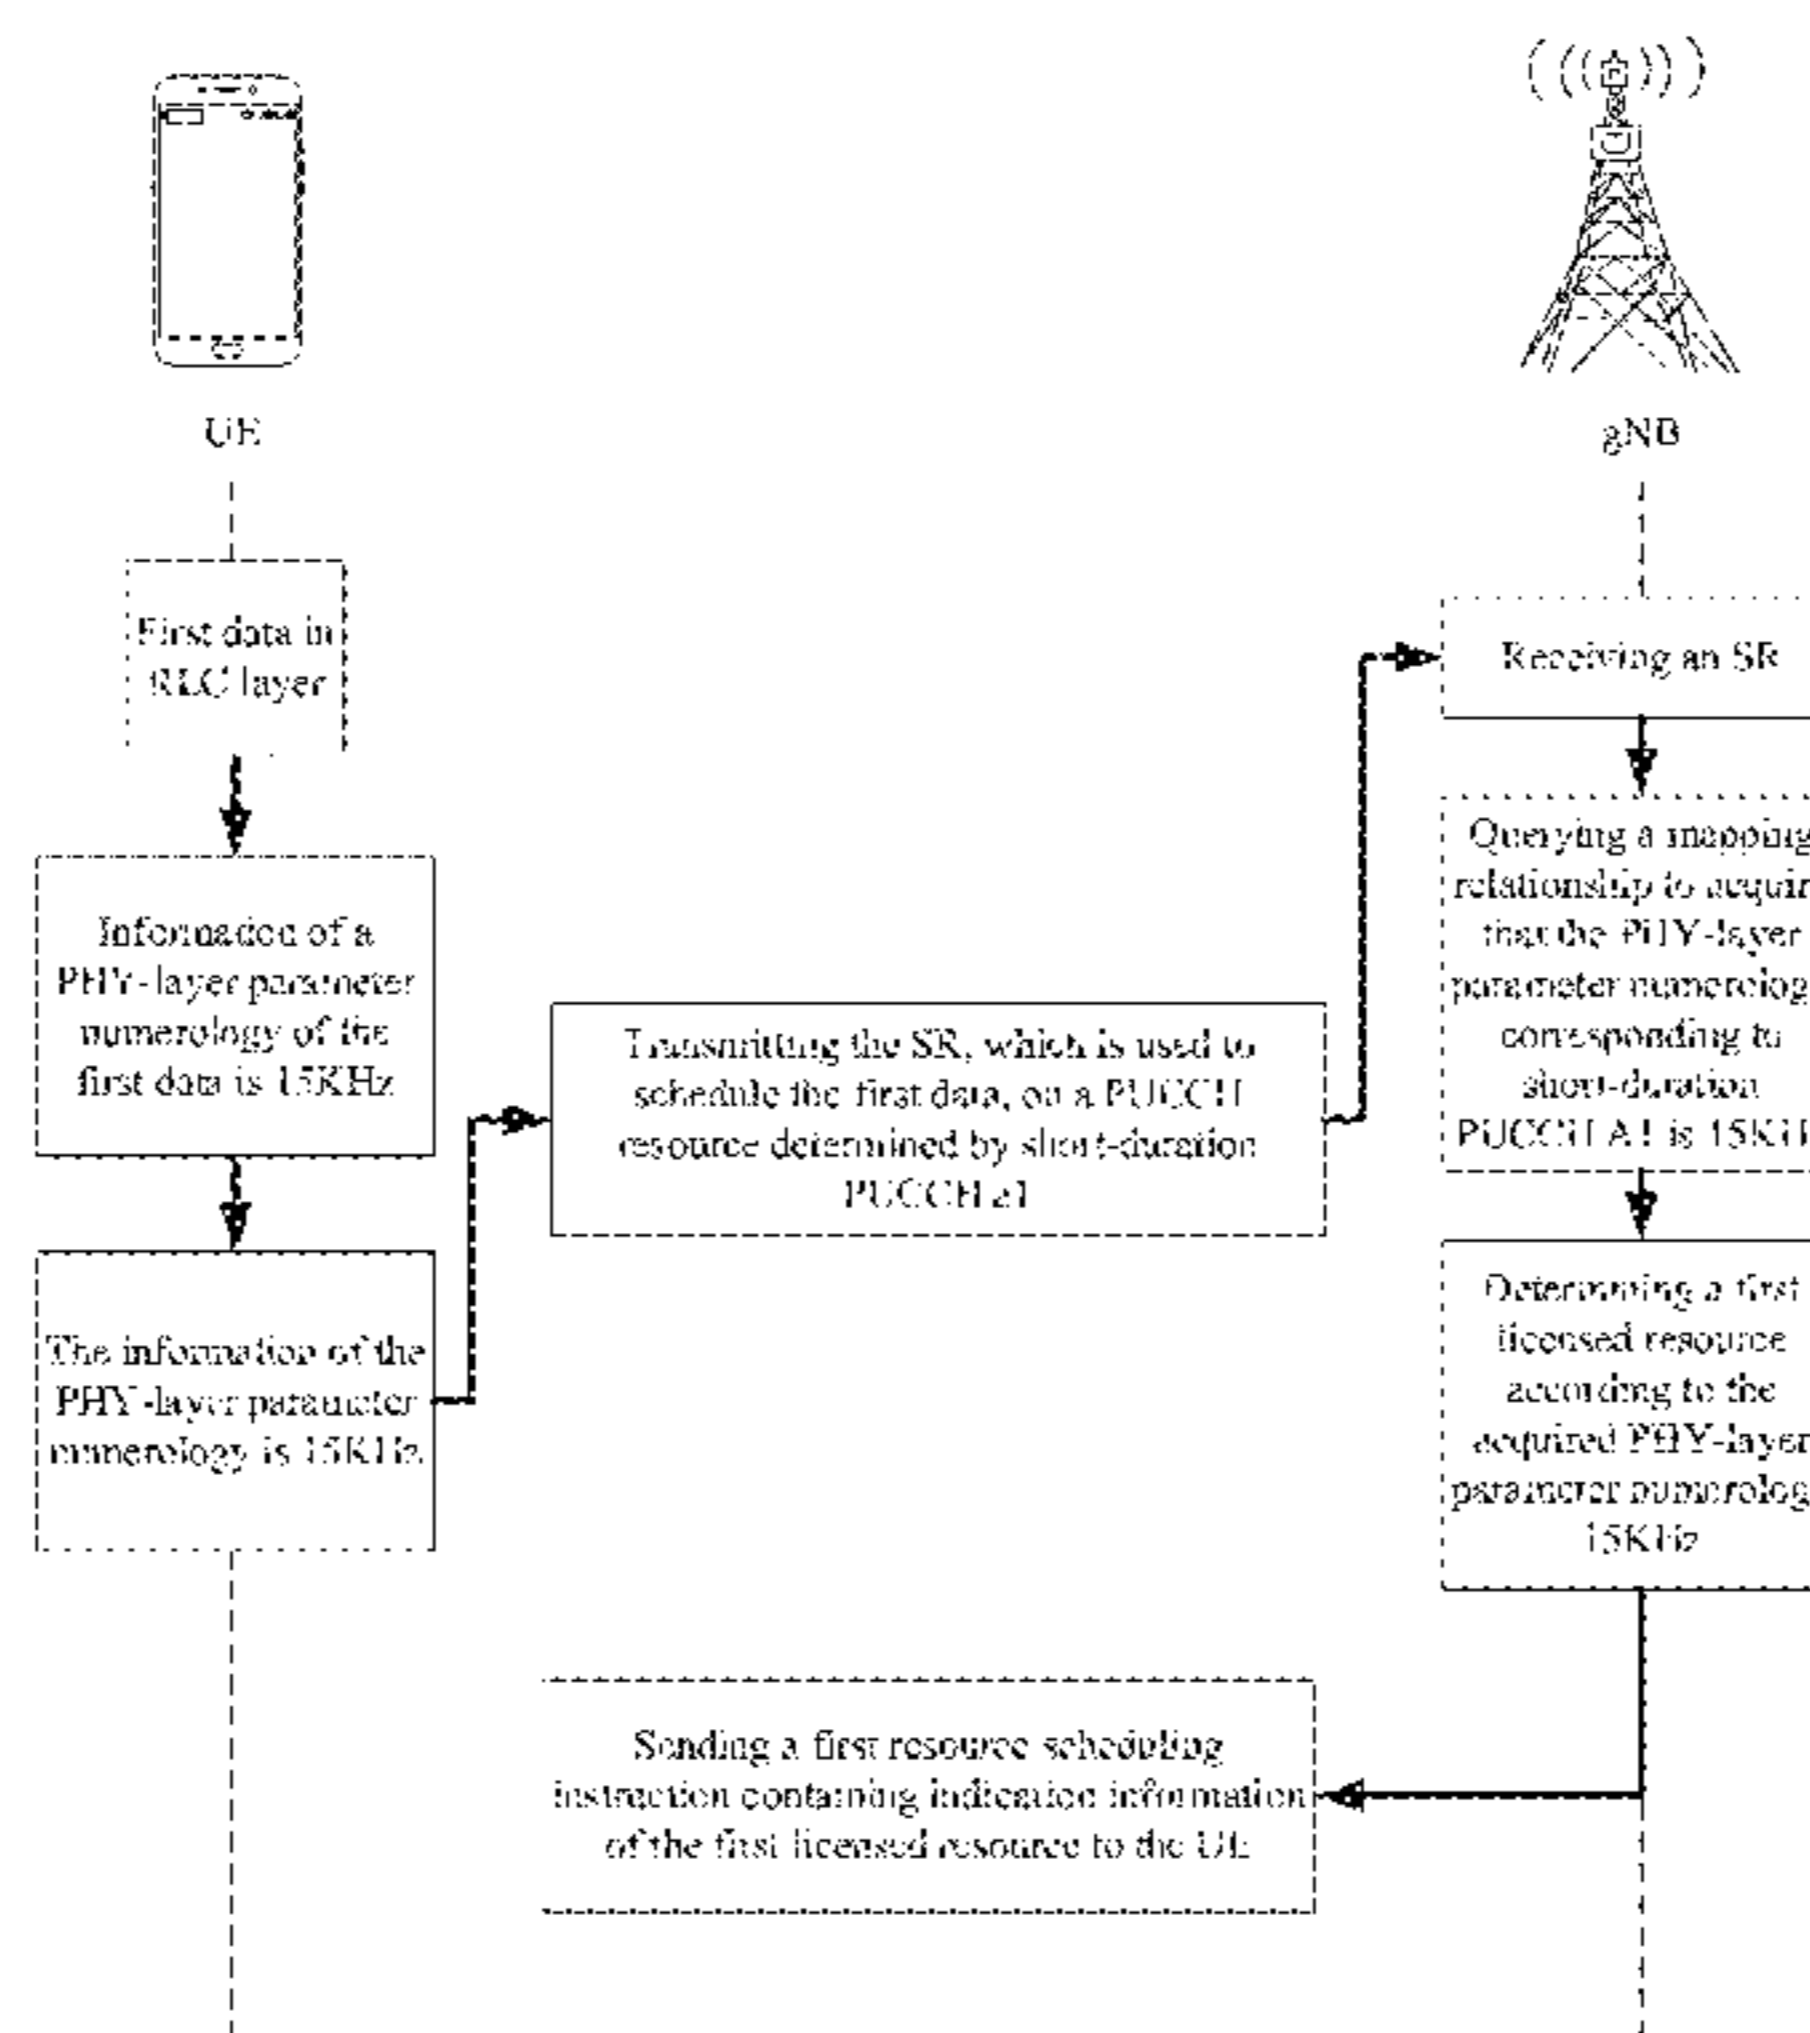 UE
gNB
First data in
RLC layer
Information of a
PHY-layer parameter
numerology of the
first data is 15KHz
The information of the
PHY-layer parameter
numerology is 15KHz
Transmitting the SR, which is used to
schedule the first data, on a PUCCH
resource determined by short-duration
PUCCH
Receiving an SR
Querying a mapping
relationship to
that the PHY-layer
parameter
corresponding to
short-duration
PUCCH A1 is
Determining a first
licensed resource
according to the
acquired PHY-layer
parameter
15KHz
Sending a first resource scheduling
instruction containing indication information
of the first licensed resource to the UE